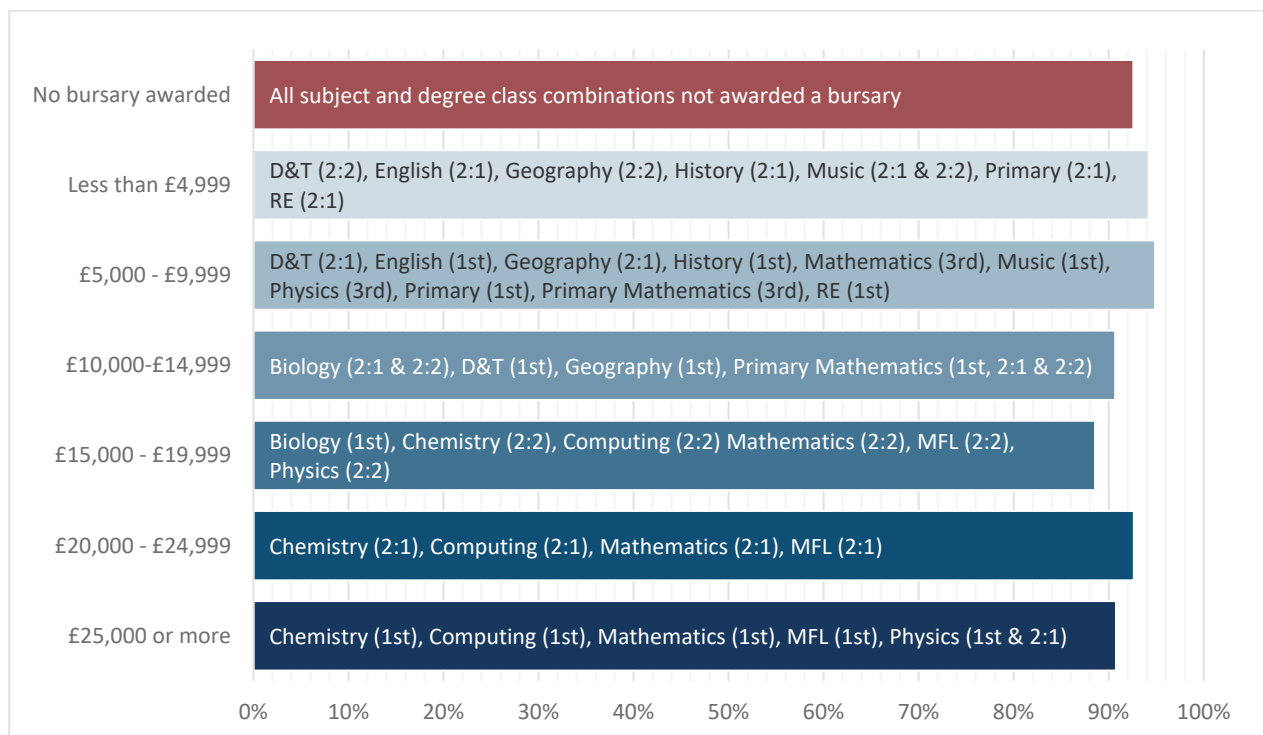 No bursary awarded
All subject and degree class combinations not awarded a bursary
Less than £4,999
D&T (2:2), English (2:1), Geography (2:2), History (2:1), Music (2:1 & 2:2), Primary (2:1),
RE (2:1)
£5,000 - £9,999
D&T (2:1), English (1st), Geography (2:1), History (1st), Mathematics (3rd), Music (1st),
Physics (3rd), Primary (1st), Primary Mathematics (3rd), RE (1st)
£10,000-£14,999
Biology (2:1 & 2:2), D&T (1st), Geography (1st), Primary Mathematics (1st, 2:1 & 2:2)
£15,000 - £19,999
Biology (1st), Chemistry (2:2), Computing (2:2) Mathematics (2:2), MFL (2:2),
Physics (2:2)
£20,000 - £24,999
Chemistry (2:1), Computing (2:1), Mathematics (2:1), MFL (2:1)
£25,000 or more
Chemistry (1st), Computing (1st), Mathematics (1st), MFL (1st), Physics (1st & 2:1)
0% 10% 20% 30% 40% 50% 60% 70% 80% 90% 100%